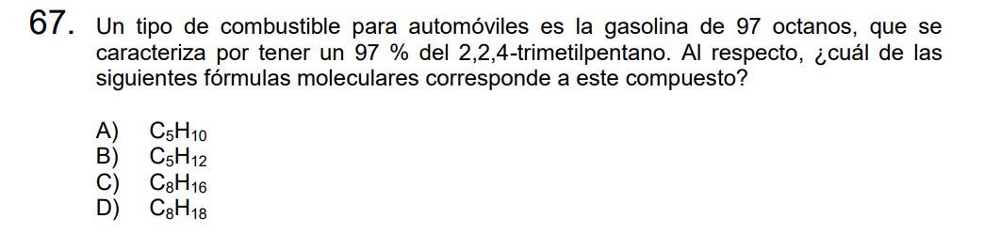 67. Un tipo de combustible para automóviles es la gasolina de 97 octanos, que se
caracteriza por tener un 97 % del 2,2,4-trimetilpentano. Al respecto, ¿cuál de las
siguientes fórmulas moleculares corresponde a este compuesto?
A) C₅H₁₀
B) C₅H₁₂
C) C₈H₁₆
D) C₈H₁₈